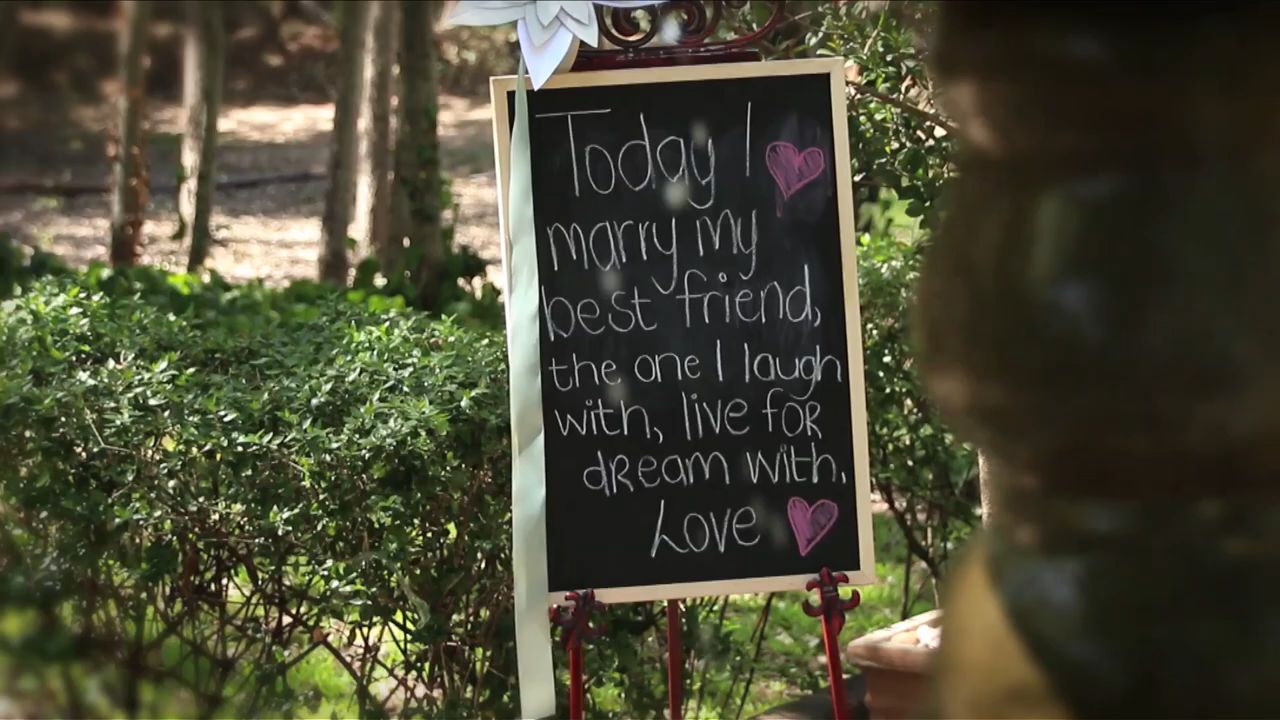 Today I
marry my
best friend,
the one I laugh
with, live for
dream with.
Love